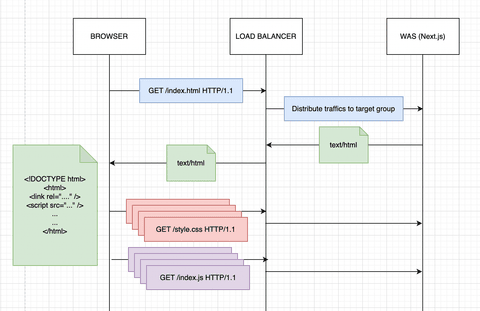 BROWSER
LOAD BALANCER
WAS (Next.js)
GET /index.html HTTP/1.1
Distribute traffics to target group
text/html
text/html
<!DOCTYPE html>
<html>
<link rel="...." />
<script src="..." />
...
...
</html>
GET /style.css HTTP/1.1
GET /index.js HTTP/1.1